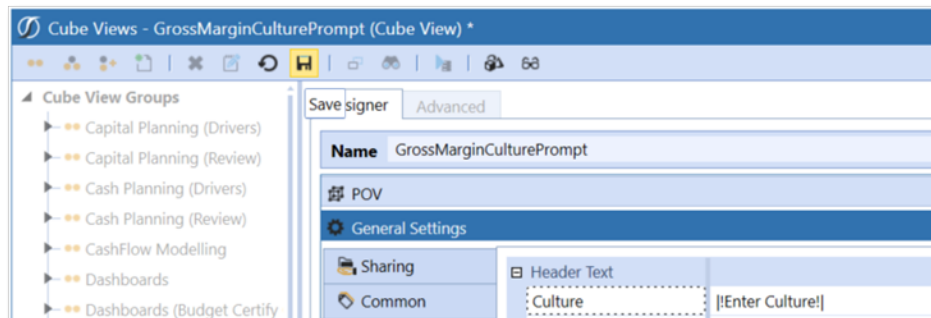 Cube Views - GrossMarginCulturePrompt (Cube View) *
Cube View Groups
Capital Planning (Drivers)
Capital Planning (Review)
Cash Planning (Drivers)
Cash Planning (Review)
CashFlow Modelling
Dashboards
Dashboards (Budget Certify
Save signer Advanced
Name GrossMarginCulturePrompt
POV
General Settings
Sharing
Common
Header Text
Culture |!Enter Culture!|